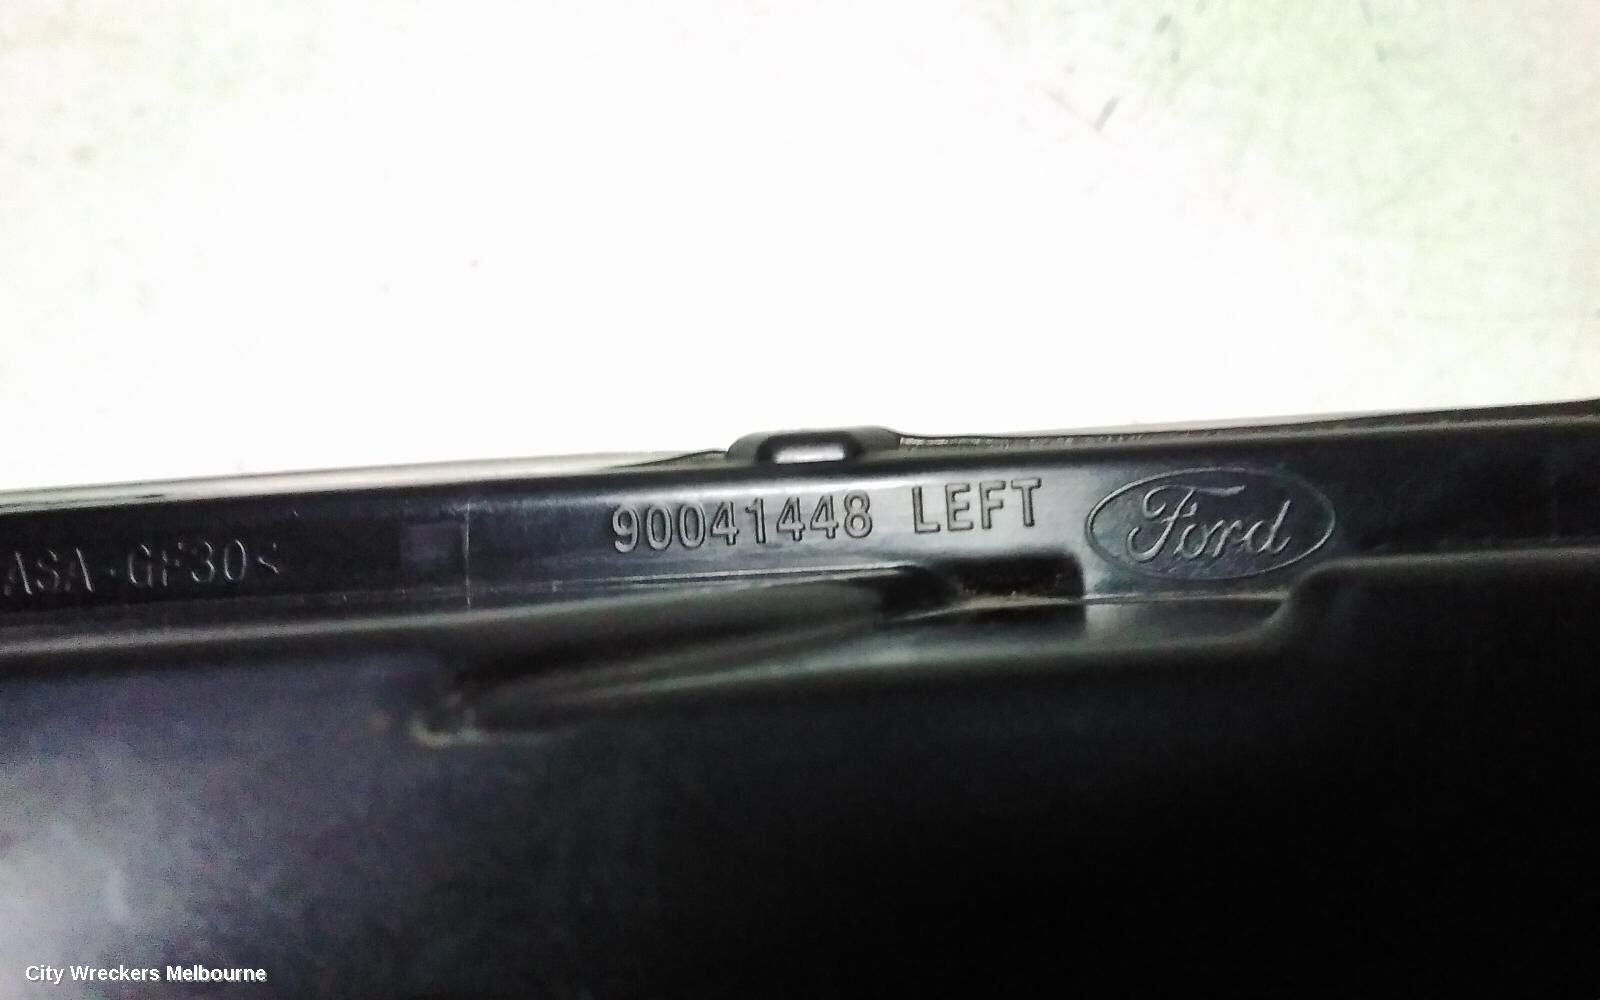 90041448 LEFT Ford
ASA-GF30<
City Wreckers Melbourne